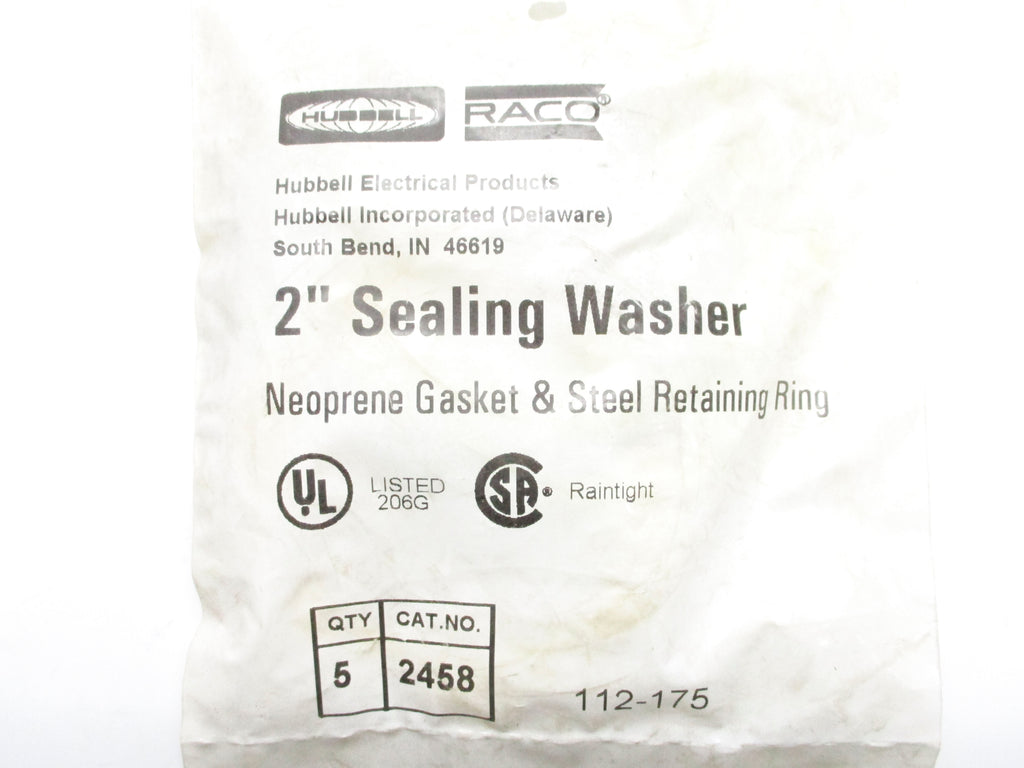 HUBBELL RACO®
Hubbell Electrical Products
Hubbell Incorporated (Delaware)
South Bend, IN 46619
2" Sealing Washer
Neoprene Gasket & Steel Retaining Ring
UL LISTED 206G SA® Raintight
QTY CAT.NO.
5 2458
112-175